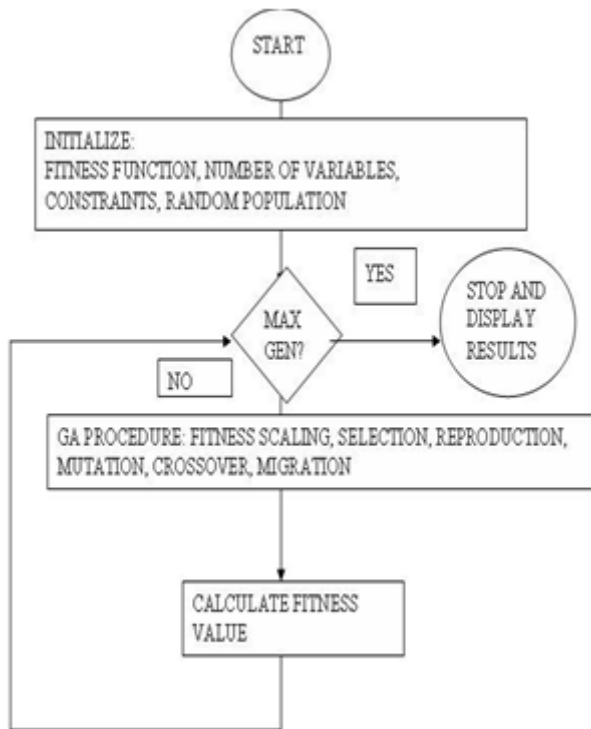 START
INITIALIZE:
FITNESS FUNCTION, NUMBER OF VARIABLES,
CONSTRAINTS, RANDOM POPULATION
YES
MAX
GEN?
STOP AND
DISPLAY
RESULTS
NO
GA PROCEDURE: FITNESS SCALING, SELECTION, REPRODUCTION,
MUTATION, CROSSOVER, MIGRATION
CALCULATE FITNESS
VALUE